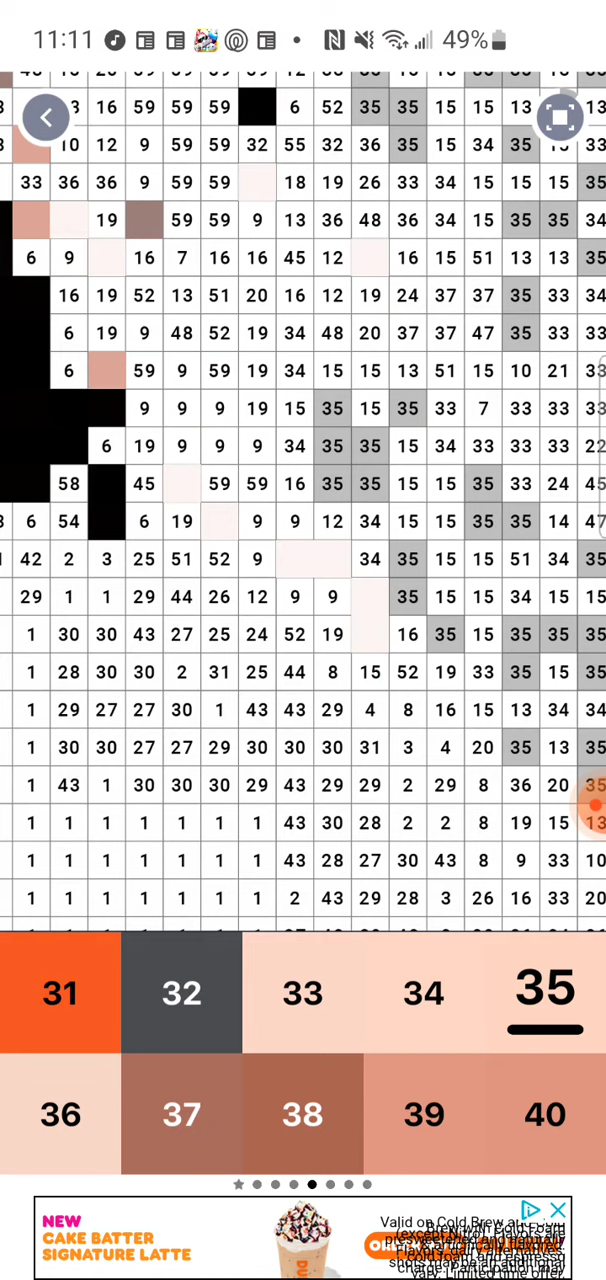 11:11 49%
3 16 59 59 59 6 52 35 35 15 15 13 13
10 12 9 59 59 32 55 32 36 35 15 34 35 33
33 36 36 9 59 59 18 19 26 33 34 15 15 15 35
19 59 59 9 13 36 48 36 34 15 35 35 34
6 9 16 7 16 16 45 12 16 15 51 13 13 35
16 19 52 13 51 20 16 12 19 24 37 37 35 33 34
6 19 9 48 52 19 34 48 20 37 37 47 35 33 33
6 59 9 59 19 34 15 15 13 51 15 10 21 33
9 9 9 19 15 35 15 35 33 7 33 33 33
6 19 9 9 9 34 35 35 15 34 33 33 33 22
58 45 59 59 16 35 35 15 15 35 33 24 45
6 54 6 19 9 9 12 34 15 15 35 35 14 47
42 2 3 25 51 52 9 34 35 15 15 51 34 35
29 1 1 29 44 26 12 9 9 35 15 15 34 15 15
1 30 30 43 27 25 24 52 19 16 35 15 35 35 35
1 28 30 30 2 31 25 44 8 15 52 19 33 35 15 35
1 29 27 27 30 1 43 43 29 4 8 16 15 13 34 34
1 30 30 27 27 29 30 30 30 31 3 4 20 35 13 35
1 43 1 30 30 30 29 43 29 29 2 29 8 36 20 35
1 1 1 1 1 1 1 43 30 28 2 2 8 19 15 13
1 1 1 1 1 1 1 43 28 27 30 43 8 9 33 10
1 1 1 1 1 1 1 2 43 29 28 3 26 16 33 20
31 32 33 34 35
36 37 38 39 40
NEW
CAKE BATTER
SIGNATURE LATTE
Valid on Cold Brew